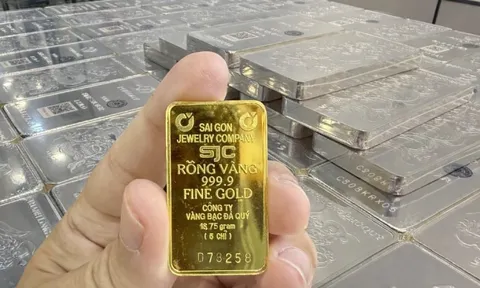 SAI GON
JEWELRY COMPANY
SJC
RỒNG VÀNG
999.9
FINE GOLD
CÔNG TY
VÀNG BẠC ĐÁ QUÝ
18.75 gram
( 5 CHỈ )
D78258